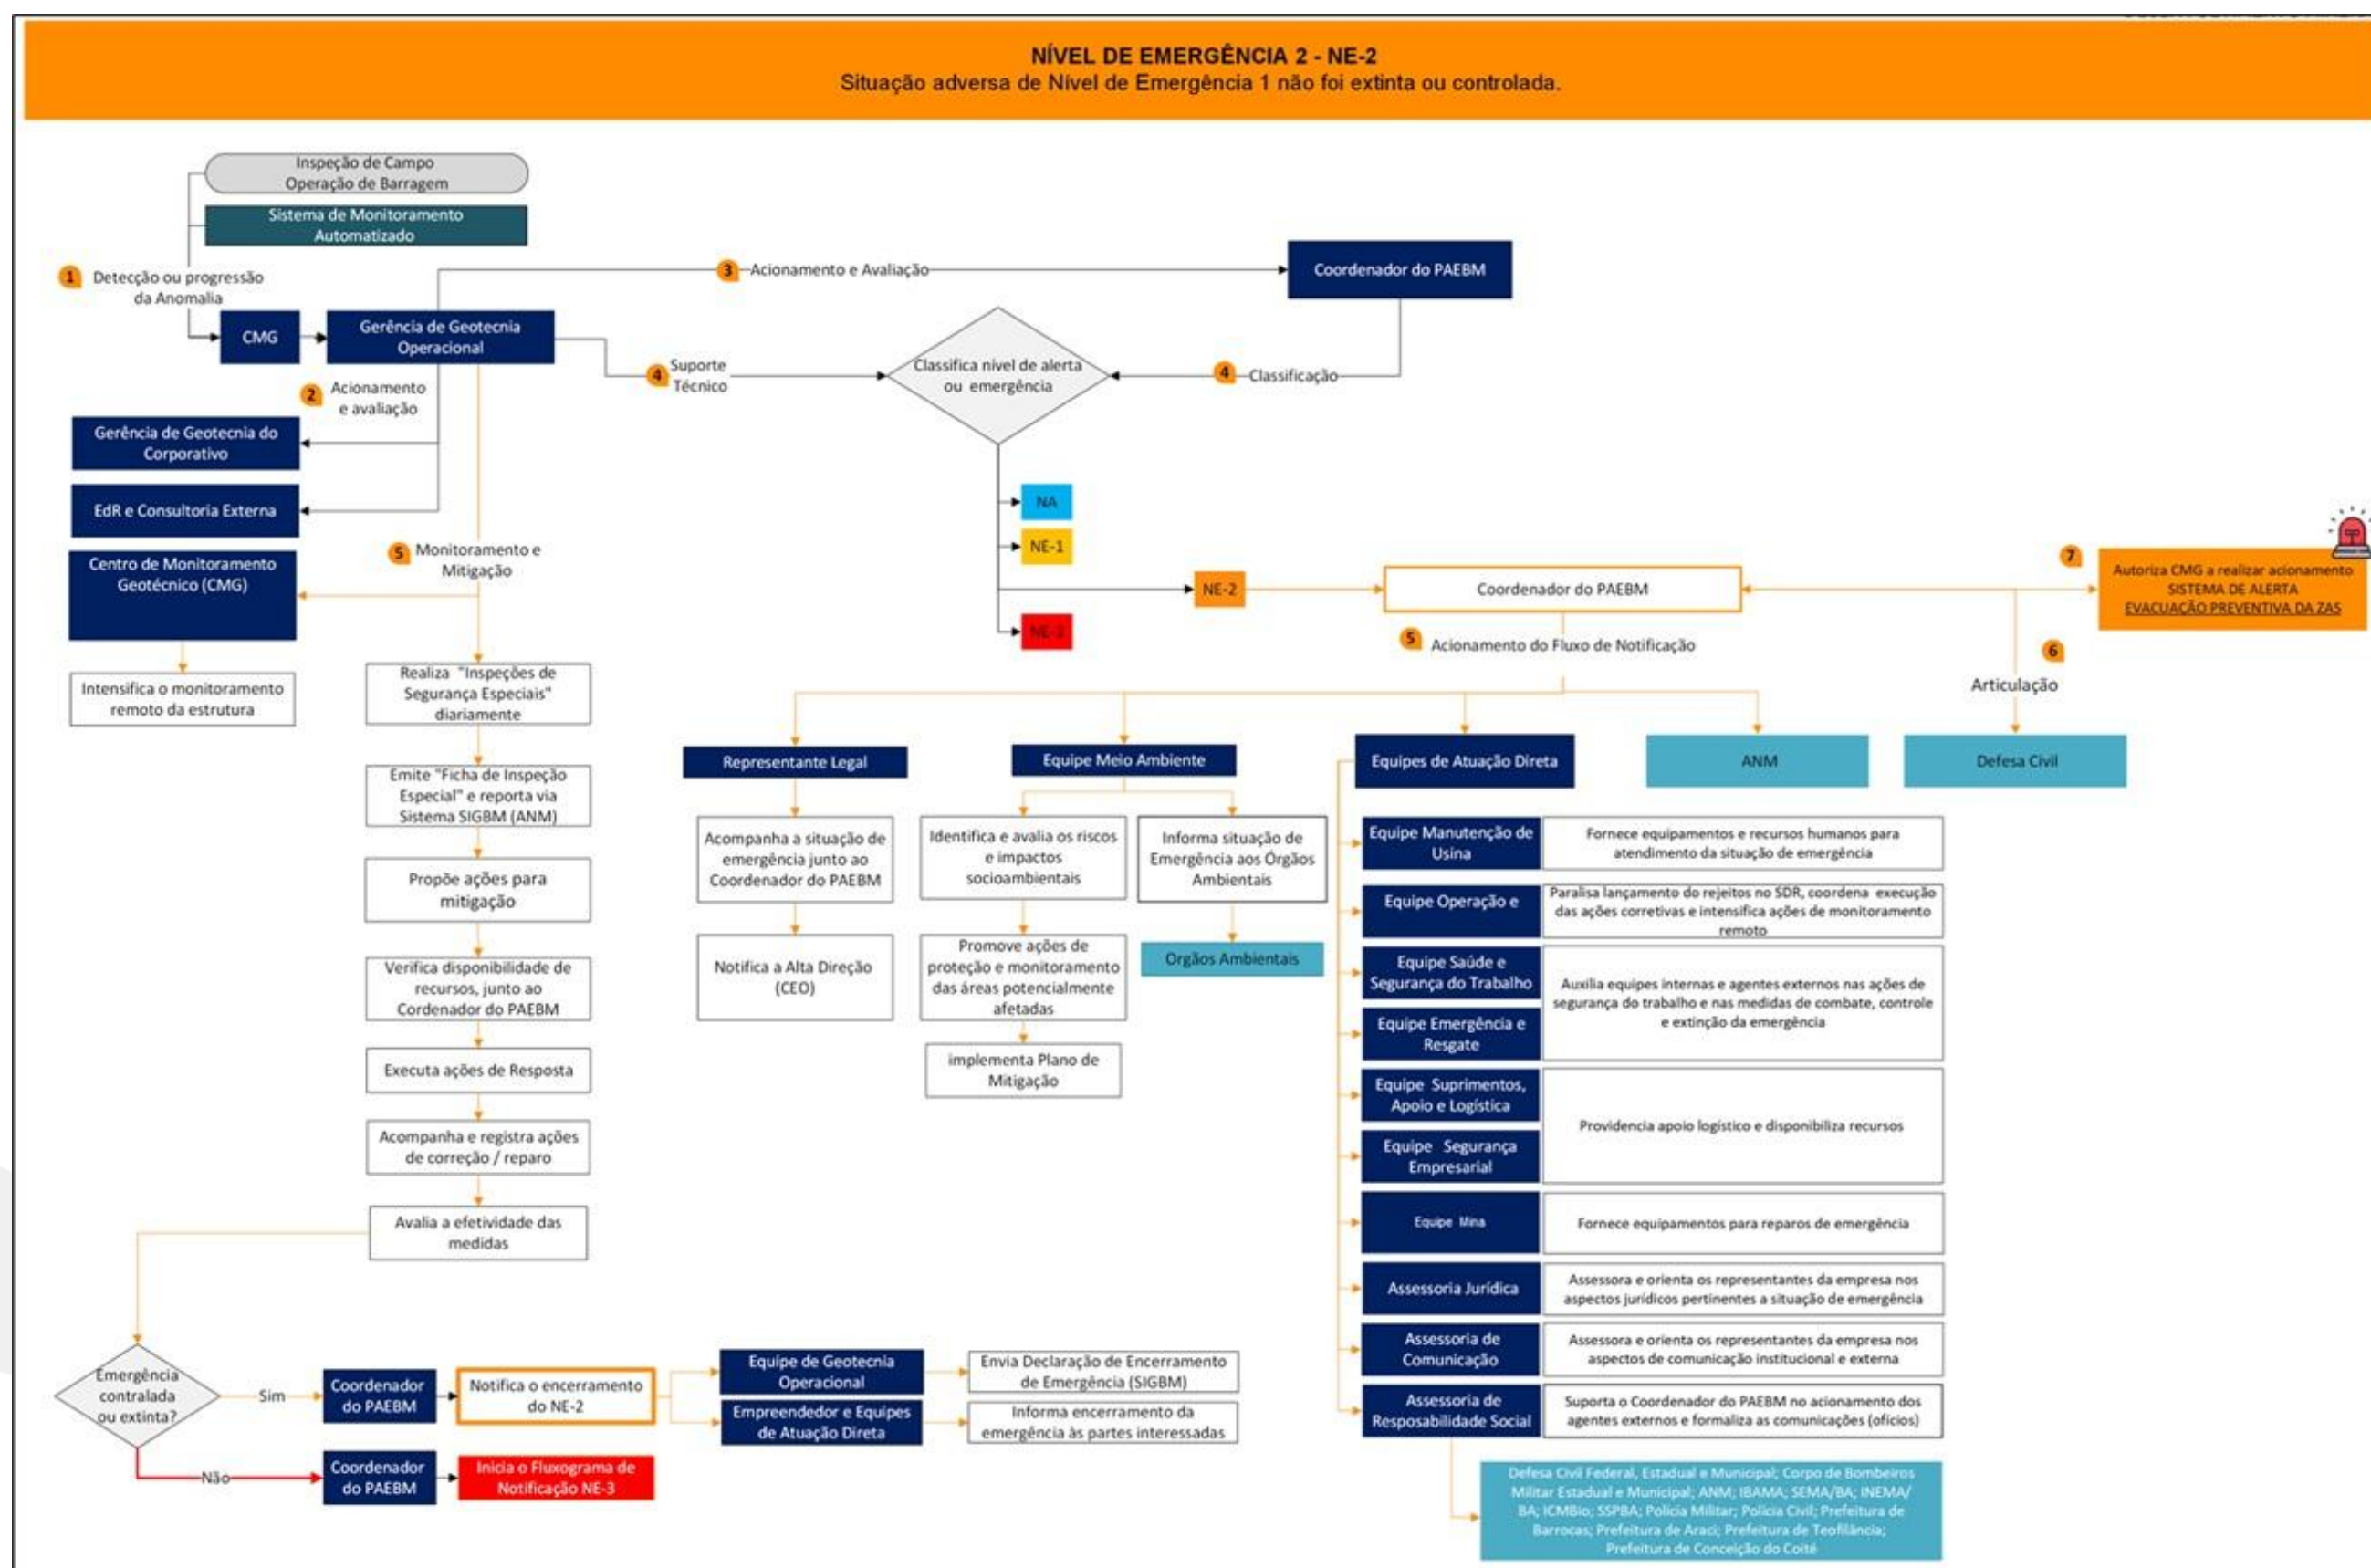 NÍVEL DE EMERGÊNCIA 2 - NE-2
Situação adversa de Nível de Emergência 1 não foi extinta ou controlada.
Inspeção de Campo
Operação de Barragem
Sistema de Monitoramento
Automatizado
1
Detecção ou progressão
da Anomalia
3
Acionamento e Avaliação
Coordenador do PAEBM
CMG
Gerência de Geotecnia
Operacional
4
Suporte
Técnico
Classifica nível de alerta
ou emergência
4
Classificação
2
Acionamento
e avaliação
Gerência de Geotecnia do
Corporativo
EdR e Consultoria Externa
NA
NE-1
NE-2
NE-3
Centro de Monitoramento
Geotécnico (CMG)
5
Monitoramento e
Mitigação
Intensifica o monitoramento
remoto da estrutura
Coordenador do PAEBM
7
Autoriza CMG a realizar acionamento
SISTEMA DE ALERTA
EVACUAÇÃO PREVENTIVA DA ZAS
5
Acionamento do Fluxo de Notificação
6
Articulação
Realiza "Inspeções de
Segurança Especiais"
diariamente
Emite "Ficha de Inspeção
Especial" e reporta via
Sistema SIGBM (ANM)
Propõe ações para
mitigação
Verifica disponibilidade de
recursos, junto ao
Cordenador do PAEBM
Executa ações de Resposta
Acompanha e registra ações
de correção / reparo
Avalia a efetividade das
medidas
Representante Legal
Acompanha a situação de
emergência junto ao
Coordenador do PAEBM
Notifica a Alta Direção
(CEO)
Equipe Meio Ambiente
Identifica e avalia os riscos
e impactos
socioambientais
Promove ações de
proteção e monitoramento
das áreas potencialmente
afetadas
implementa Plano de
Mitigação
Informa situação de
Emergência aos Órgãos
Ambientais
Orgãos Ambientais
Equipes de Atuação Direta
ANM
Defesa Civil
Equipe Manutenção de
Usina
Fornece equipamentos e recursos humanos para
atendimento da situação de emergência
Equipe Operação e
Paralisa lançamento do rejeitos no SDR, coordena execução
das ações corretivas e intensifica ações de monitoramento
remoto
Equipe Saúde e
Segurança do Trabalho
Equipe Emergência e
Resgate
Auxilia equipes internas e agentes externos nas ações de
segurança do trabalho e nas medidas de combate, controle
e extinção da emergência
Equipe Suprimentos,
Apoio e Logística
Equipe Segurança
Empresarial
Providencia apoio logístico e disponibiliza recursos
Equipe Mina
Fornece equipamentos para reparos de emergência
Assessoria Jurídica
Assessora e orienta os representantes da empresa nos
aspectos jurídicos pertinentes a situação de emergência
Assessoria de
Comunicação
Assessora e orienta os representantes da empresa nos
aspectos de comunicação institucional e externa
Assessoria de
Resposabilidade Social
Suporta o Coordenador do PAEBM no acionamento dos
agentes externos e formaliza as comunicações (ofícios)
Defesa Civil Federal, Estadual e Municipal; Corpo de Bombeiros
Militar Estadual e Municipal; ANM; IBAMA; SEMA/BA; INEMA/
BA; ICMBio; SSPBA; Polícia Militar; Polícia Civil; Prefeitura de
Barrocas; Prefeitura de Araci; Prefeitura de Teofilância;
Prefeitura de Conceição do Coité
Emergência
contralada
ou extinta?
Sim
Coordenador
do PAEBM
Notifica o encerramento
do NE-2
Equipe de Geotecnia
Operacional
Envia Declaração de Encerramento
de Emergência (SIGBM)
Empreendedor e Equipes
de Atuação Direta
Informa encerramento da
emergência às partes interessadas
Não
Coordenador
do PAEBM
Inicia o Fluxograma de
Notificação NE-3